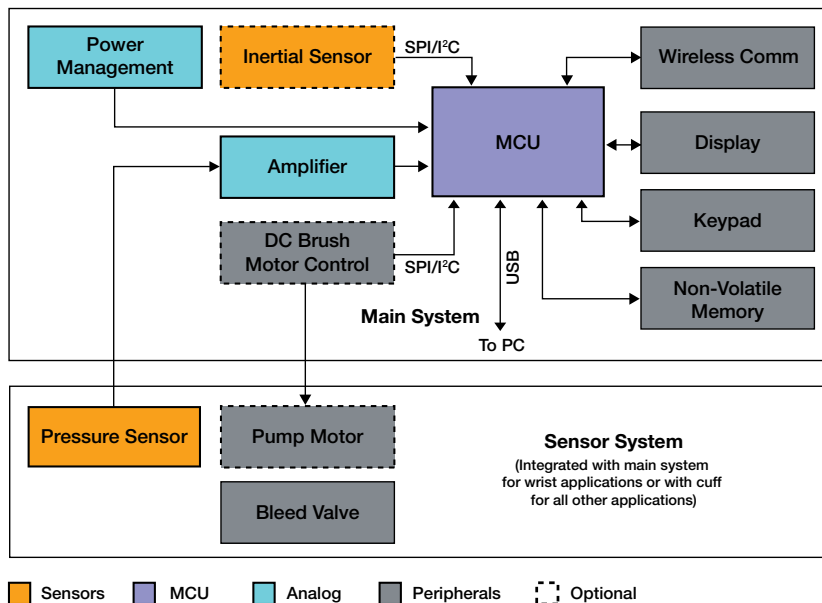 Power
Management
Inertial Sensor
SPI/I²C
Wireless Comm
MCU
Display
Amplifier
Keypad
DC Brush
Motor Control
SPI/I²C
USB
Non-Volatile
Memory
Main System
To PC
Pressure Sensor
Pump Motor
Bleed Valve
Sensor System
(Integrated with main system
for wrist applications or with cuff
for all other applications)
Sensors
MCU
Analog
Peripherals
Optional